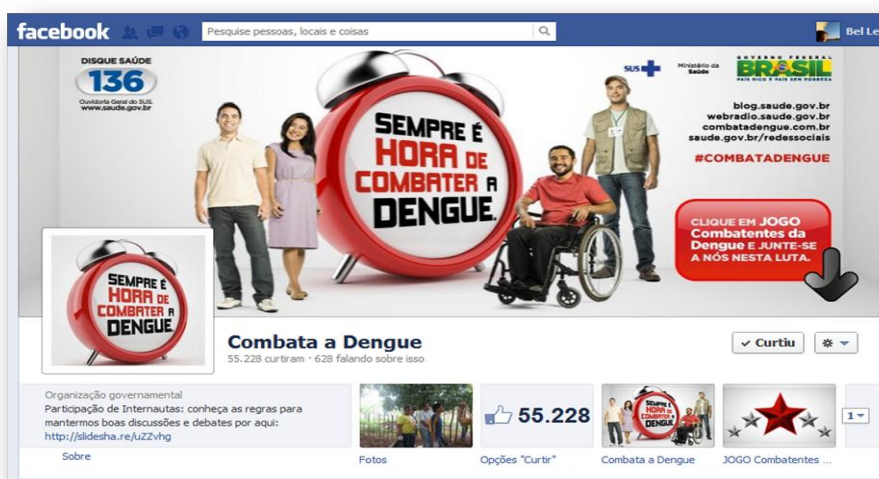 facebook
Pesquise pessoas, locais e coisas
Bel Le
DISQUE SAÚDE
136
Ouvidoria Geral do SUS.
www.saude.gov.br
SUS
Ministério da
Saúde
GOVERNO FEDERAL
BRASIL
PAÍS RICO É PAÍS SEM POBREZA
blog.saude.gov.br
webradio.saude.gov.br
combatadengue.com.br
saude.gov.br/redessociais
#COMBATADENGUE
SEMPRE É
HORA DE
COMBATER A
DENGUE.
CLIQUE EM JOGO
Combatentes da
Dengue E JUNTE-SE
A NÓS NESTA LUTA.
SEMPRE É
HORA DE
COMBATER A
DENGUE.
Combata a Dengue
55.228 curtiram · 628 falando sobre isso
Curtiu
Organização governamental
Participação de Internautas: conheça as regras para
mantermos boas discussões e debates por aqui:
http://slidesha.re/uZZvhg
Sobre
Fotos
55.228
Opções "Curtir"
SEMPRE É
HORA DE
COMBATER A
DENGUE.
Combata a Dengue
JOGO Combatentes ...
1